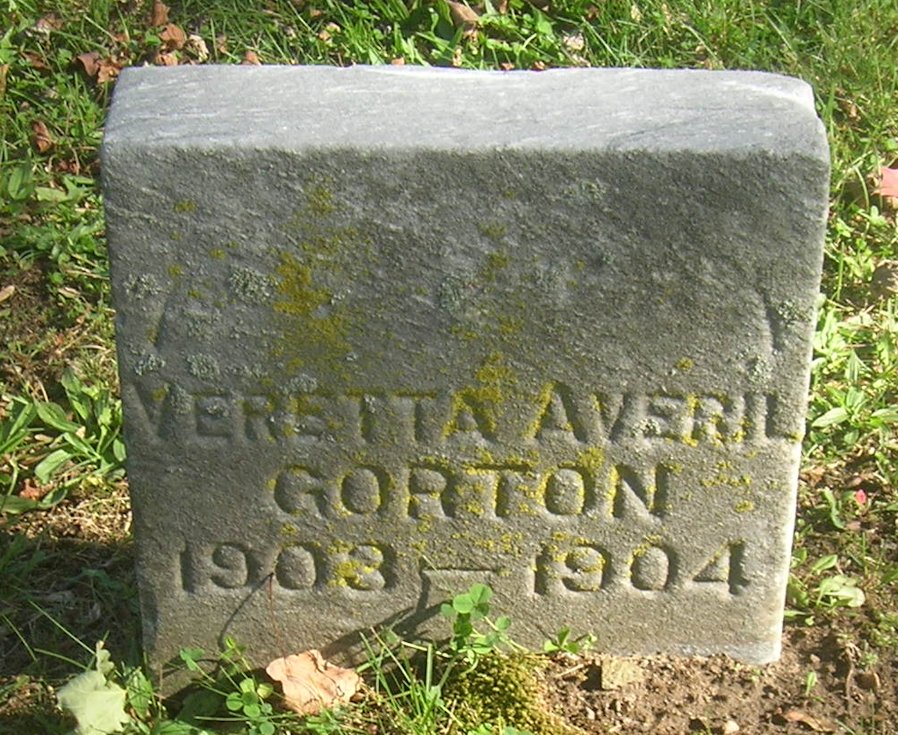 VERETTA AVERIL
GORTON
1903 — 1904